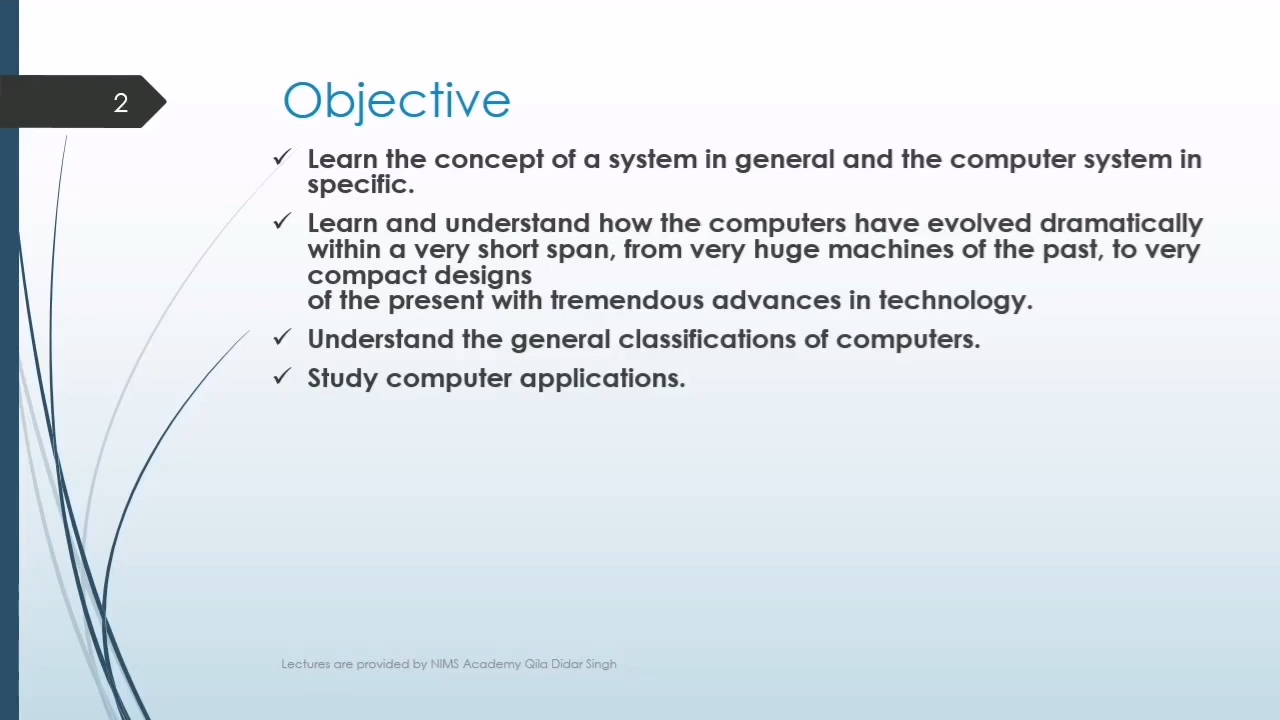 2
Objective
✓ Learn the concept of a system in general and the computer system in
specific.
✓ Learn and understand how the computers have evolved dramatically
within a very short span, from very huge machines of the past, to very
compact designs
of the present with tremendous advances in technology.
✓ Understand the general classifications of computers.
✓ Study computer applications.
Lectures are provided by NIMS Academy Qila Didar Singh